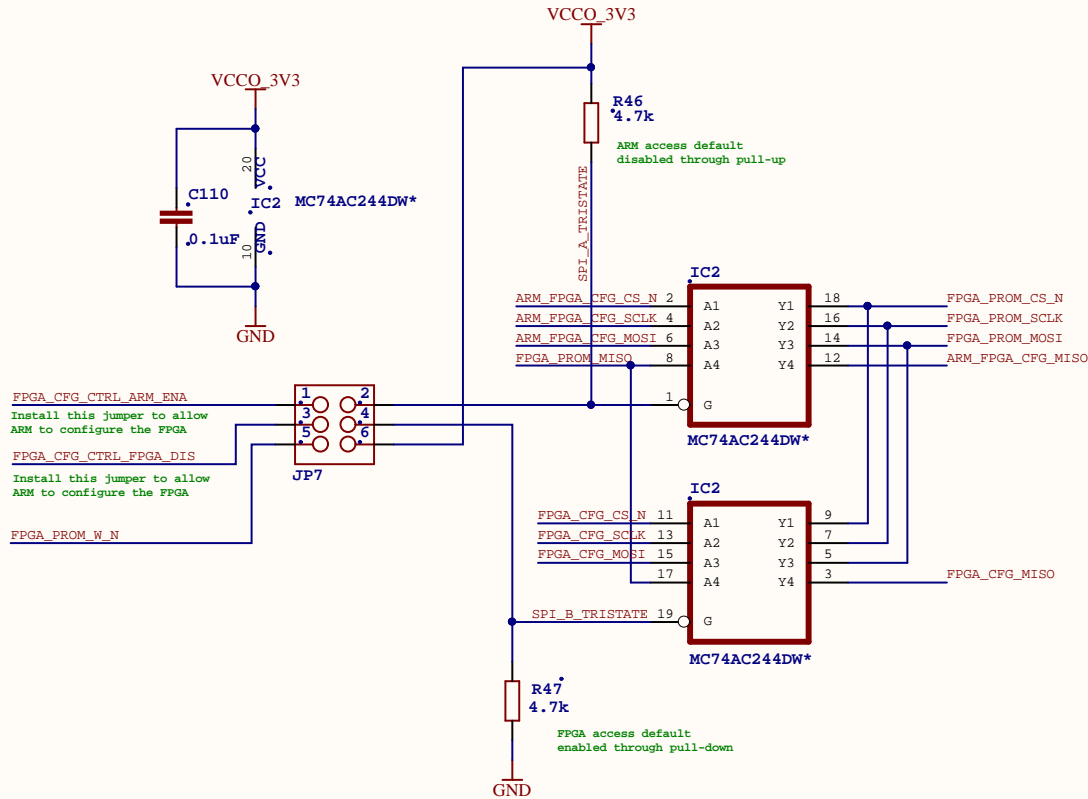 VCCO_3V3
VCCO_3V3
R46
4.7k
ARM access default
disabled through pull-up
20
VCC
C110
IC2
MC74AC244DW*
0.1uF
10
GND
GND
SPI_A_TRISTATE
IC2
ARM_FPGA_CFG_CS_N 2 A1 Y1 18 FPGA_PROM_CS_N
ARM_FPGA_CFG_SCLK 4 A2 Y2 16 FPGA_PROM_SCLK
ARM_FPGA_CFG_MOSI 6 A3 Y3 14 FPGA_PROM_MOSI
FPGA_PROM_MISO 8 A4 Y4 12 ARM_FPGA_CFG_MISO
1 G
MC74AC244DW*
FPGA_CFG_CTRL_ARM_ENA 1 2
Install this jumper to allow
ARM to configure the FPGA
3 4
5 6
FPGA_CFG_CTRL_FPGA_DIS
Install this jumper to allow
ARM to configure the FPGA
JP7
FPGA_PROM_W_N
IC2
FPGA_CFG_CS_N 11 A1 Y1 9
FPGA_CFG_SCLK 13 A2 Y2 7
FPGA_CFG_MOSI 15 A3 Y3 5
17 A4 Y4 3 FPGA_CFG_MISO
SPI_B_TRISTATE 19 G
MC74AC244DW*
R47
4.7k
FPGA access default
enabled through pull-down
GND